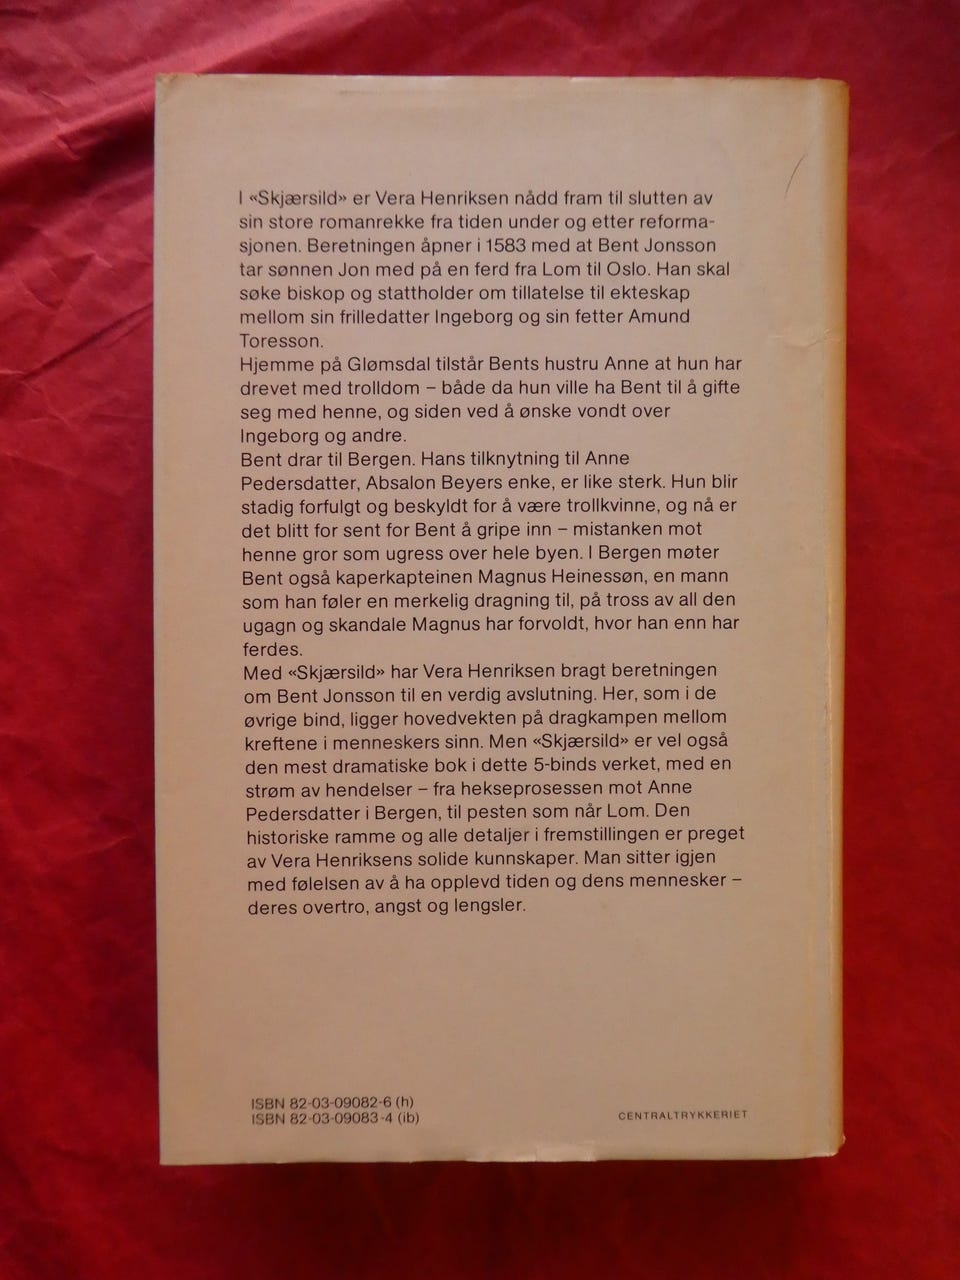 I «Skjærsild» er Vera Henriksen nådd fram til slutten av
sin store romanrekke fra tiden under og etter reforma-
sjonen. Beretningen åpner i 1583 med at Bent Jonsson
tar sønnen Jon med på en ferd fra Lom til Oslo. Han skal
søke biskop og stattholder om tillatelse til ekteskap
mellom sin frilledatter Ingeborg og sin fetter Amund
Toresson.
Hjemme på Glømsdal tilstår Bents hustru Anne at hun har
drevet med trolldom – både da hun ville ha Bent til å gifte
seg med henne, og siden ved å ønske vondt over
Ingeborg og andre.
Bent drar til Bergen. Hans tilknytning til Anne
Pedersdatter, Absalon Beyers enke, er like sterk. Hun blir
stadig forfulgt og beskyldt for å være trollkvinne, og nå er
det blitt for sent for Bent å gripe inn – mistanken mot
henne gror som ugress over hele byen. I Bergen møter
Bent også kaperkapteinen Magnus Heinessøn, en mann
som han føler en merkelig dragning til, på tross av all den
ugagn og skandale Magnus har forvoldt, hvor han enn har
ferdes.
Med «Skjærsild» har Vera Henriksen bragt beretningen
om Bent Jonsson til en verdig avslutning. Her, som i de
øvrige bind, ligger hovedvekten på dragkampen mellom
kreftene i menneskers sinn. Men «Skjærsild» er vel også
den mest dramatiske bok i dette 5-binds verket, med en
strøm av hendelser – fra hekseprosessen mot Anne
Pedersdatter i Bergen, til pesten som når Lom. Den
historiske ramme og alle detaljer i fremstillingen er preget
av Vera Henriksens solide kunnskaper. Man sitter igjen
med følelsen av å ha opplevd tiden og dens mennesker –
deres overtro, angst og lengsler.
ISBN 82-03-09082-6 (h)
ISBN 82-03-09083-4 (ib)
CENTRALTRYKKERIET